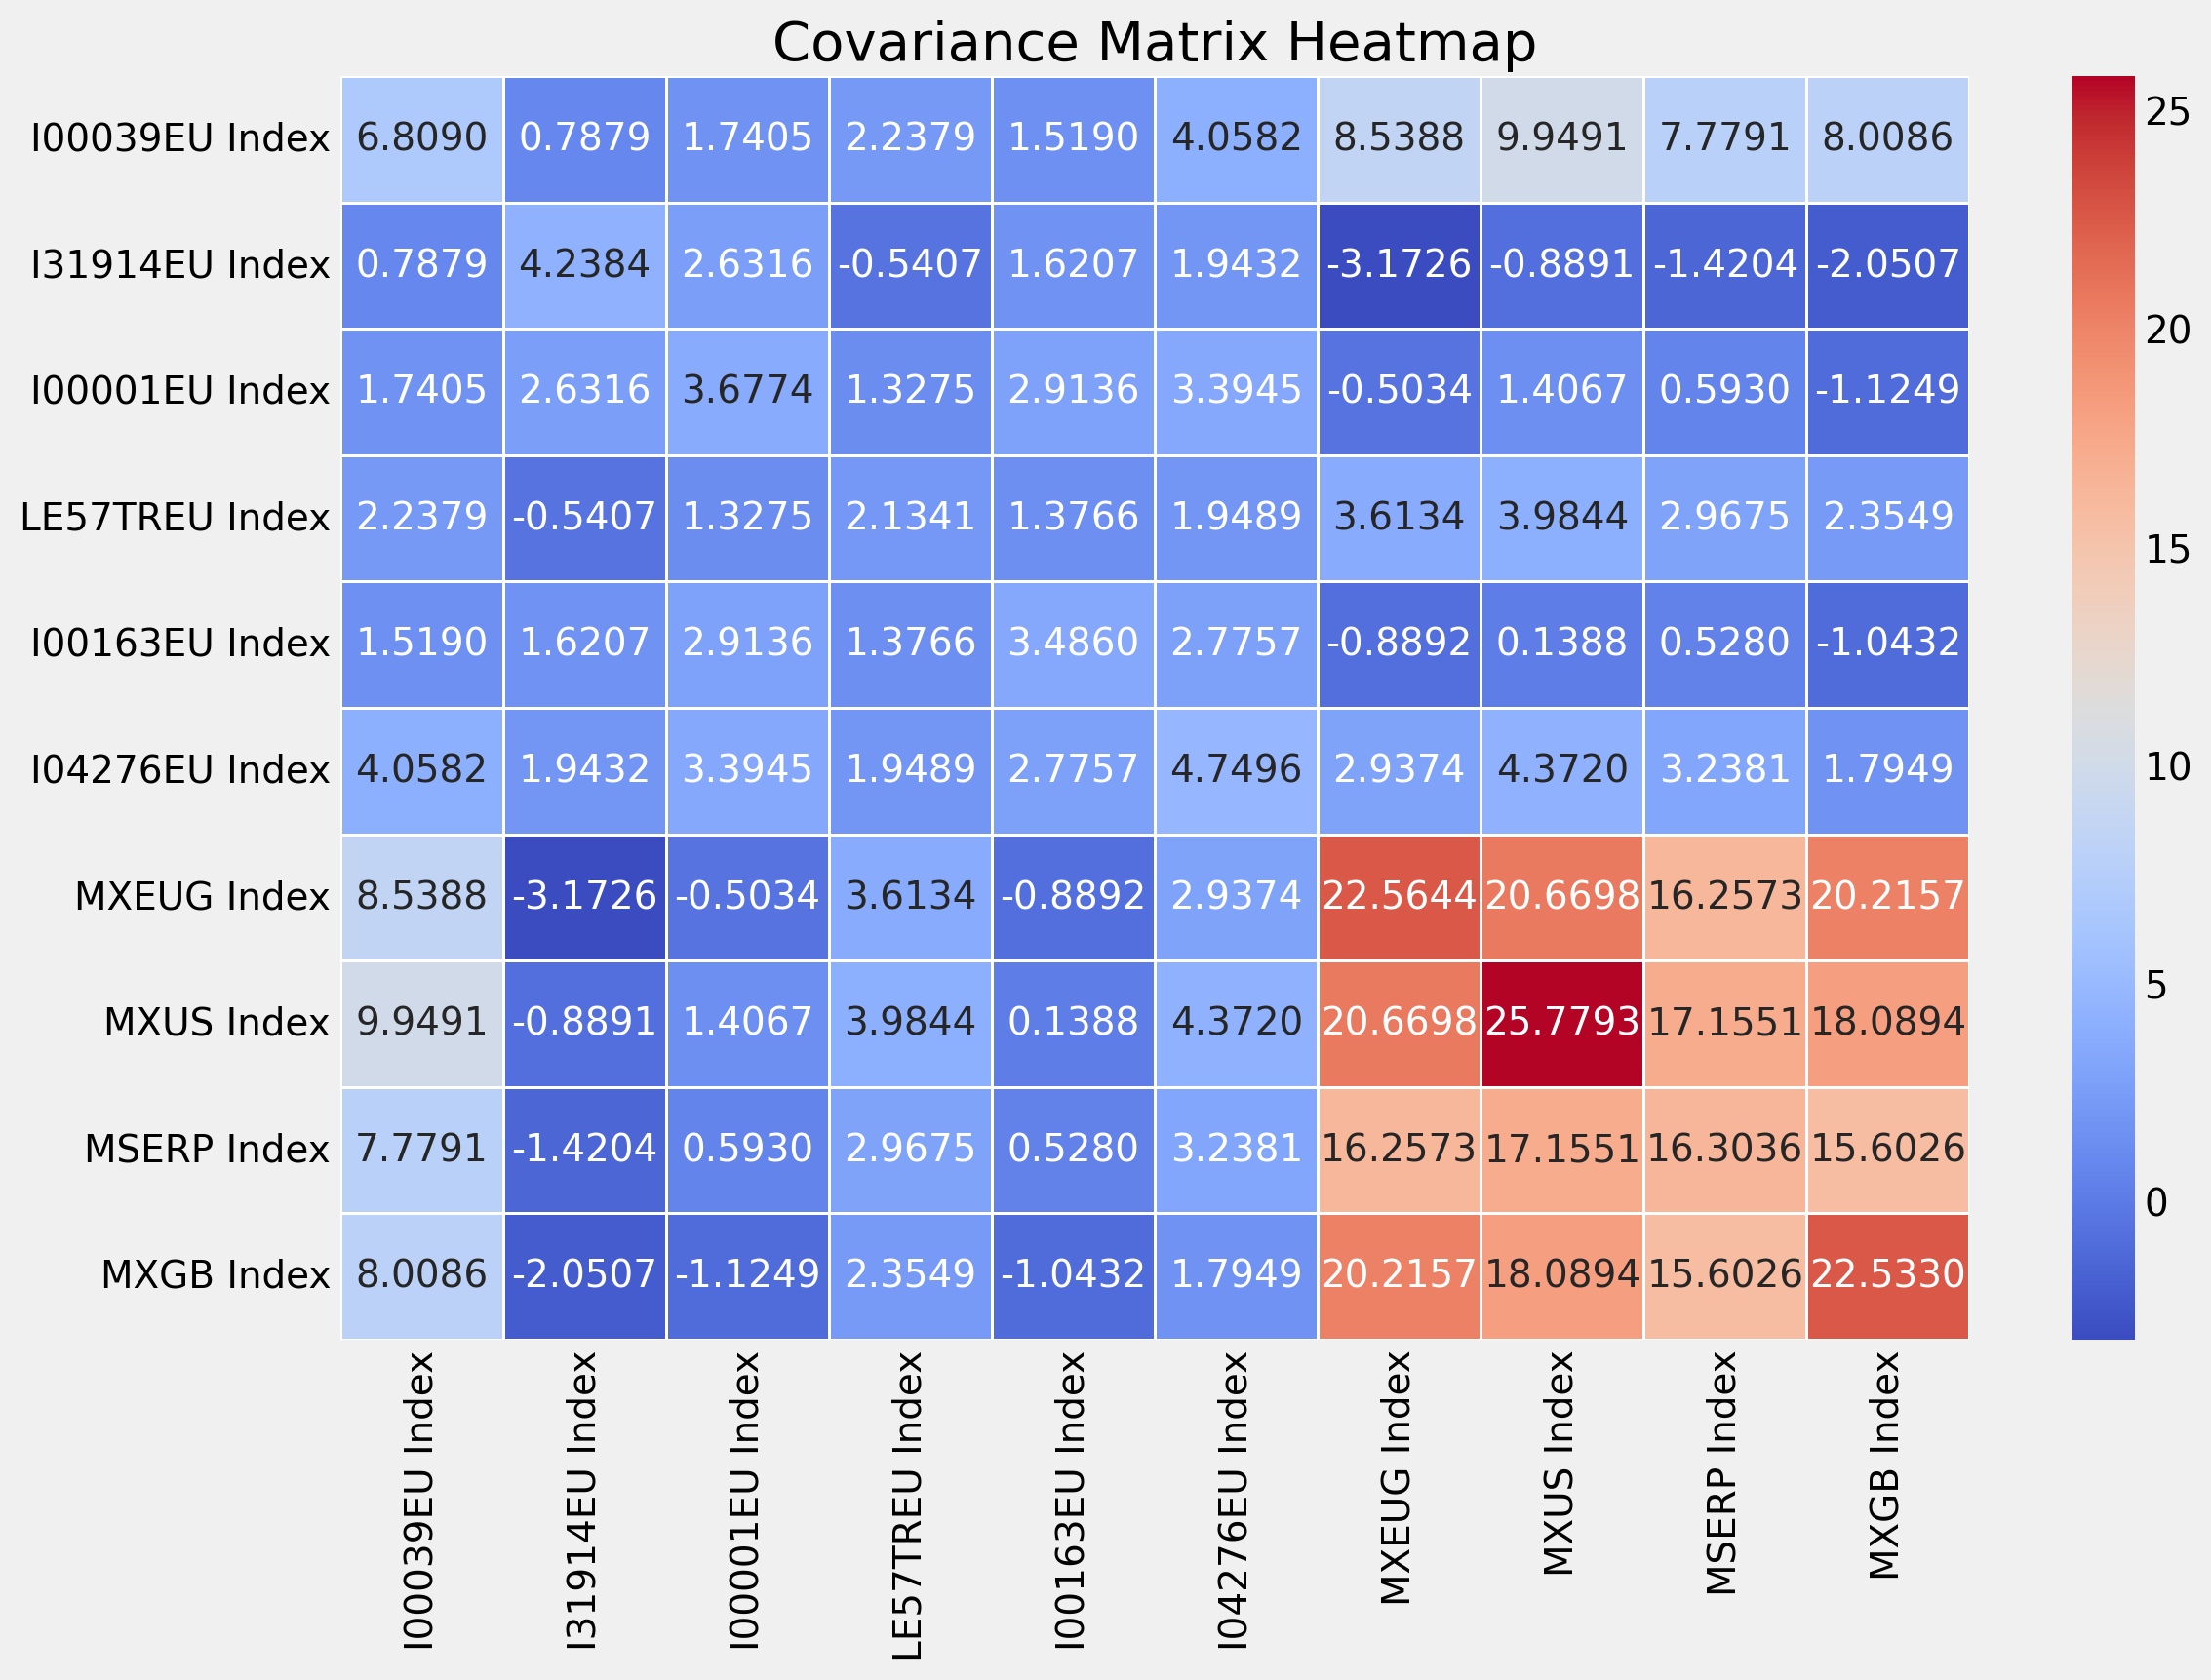 Covariance Matrix Heatmap
I00039EU Index 6.8090 0.7879 1.7405 2.2379 1.5190 4.0582 8.5388 9.9491 7.7791 8.0086
I31914EU Index 0.7879 4.2384 2.6316 -0.5407 1.6207 1.9432 -3.1726 -0.8891 -1.4204 -2.0507
I00001EU Index 1.7405 2.6316 3.6774 1.3275 2.9136 3.3945 -0.5034 1.4067 0.5930 -1.1249
LE57TREU Index 2.2379 -0.5407 1.3275 2.1341 1.3766 1.9489 3.6134 3.9844 2.9675 2.3549
I00163EU Index 1.5190 1.6207 2.9136 1.3766 3.4860 2.7757 -0.8892 0.1388 0.5280 -1.0432
I04276EU Index 4.0582 1.9432 3.3945 1.9489 2.7757 4.7496 2.9374 4.3720 3.2381 1.7949
MXEUG Index 8.5388 -3.1726 -0.5034 3.6134 -0.8892 2.9374 22.5644 20.6698 16.2573 20.2157
MXUS Index 9.9491 -0.8891 1.4067 3.9844 0.1388 4.3720 20.6698 25.7793 17.1551 18.0894
MSERP Index 7.7791 -1.4204 0.5930 2.9675 0.5280 3.2381 16.2573 17.1551 16.3036 15.6026
MXGB Index 8.0086 -2.0507 -1.1249 2.3549 -1.0432 1.7949 20.2157 18.0894 15.6026 22.5330
I00039EU Index
I31914EU Index
I00001EU Index
LE57TREU Index
I00163EU Index
I04276EU Index
MXEUG Index
MXUS Index
MSERP Index
MXGB Index
25
20
15
10
5
0